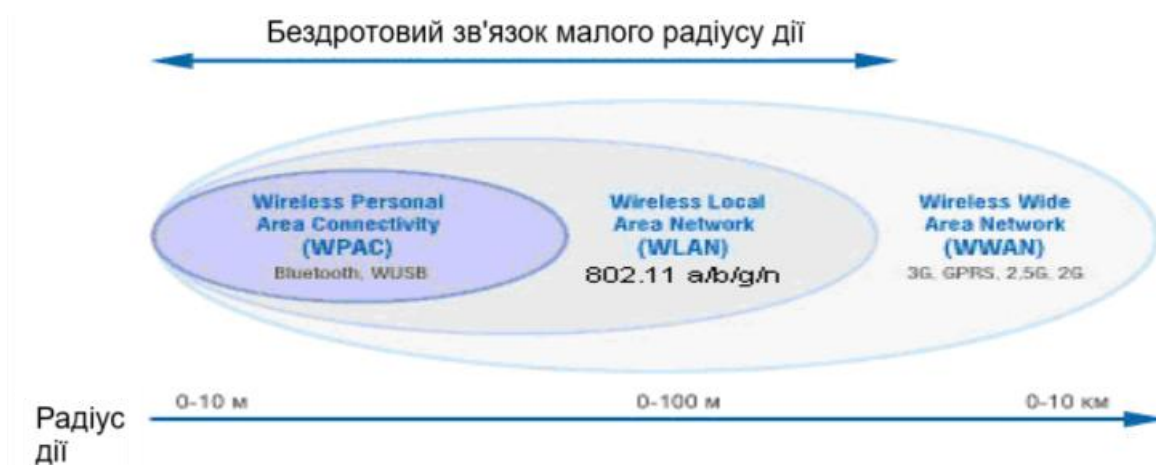 Бездротовий зв'язок малого радіусу дії
Wireless Personal
Area Connectivity
(WPAC)
Bluetooth, WUSB
Wireless Local
Area Network
(WLAN)
802.11 a/b/g/n
Wireless Wide
Area Network
(WWAN)
3G, GPRS, 2,5G, 2G
0-10 м
0-100 м
0-10 км
Радіус
дії